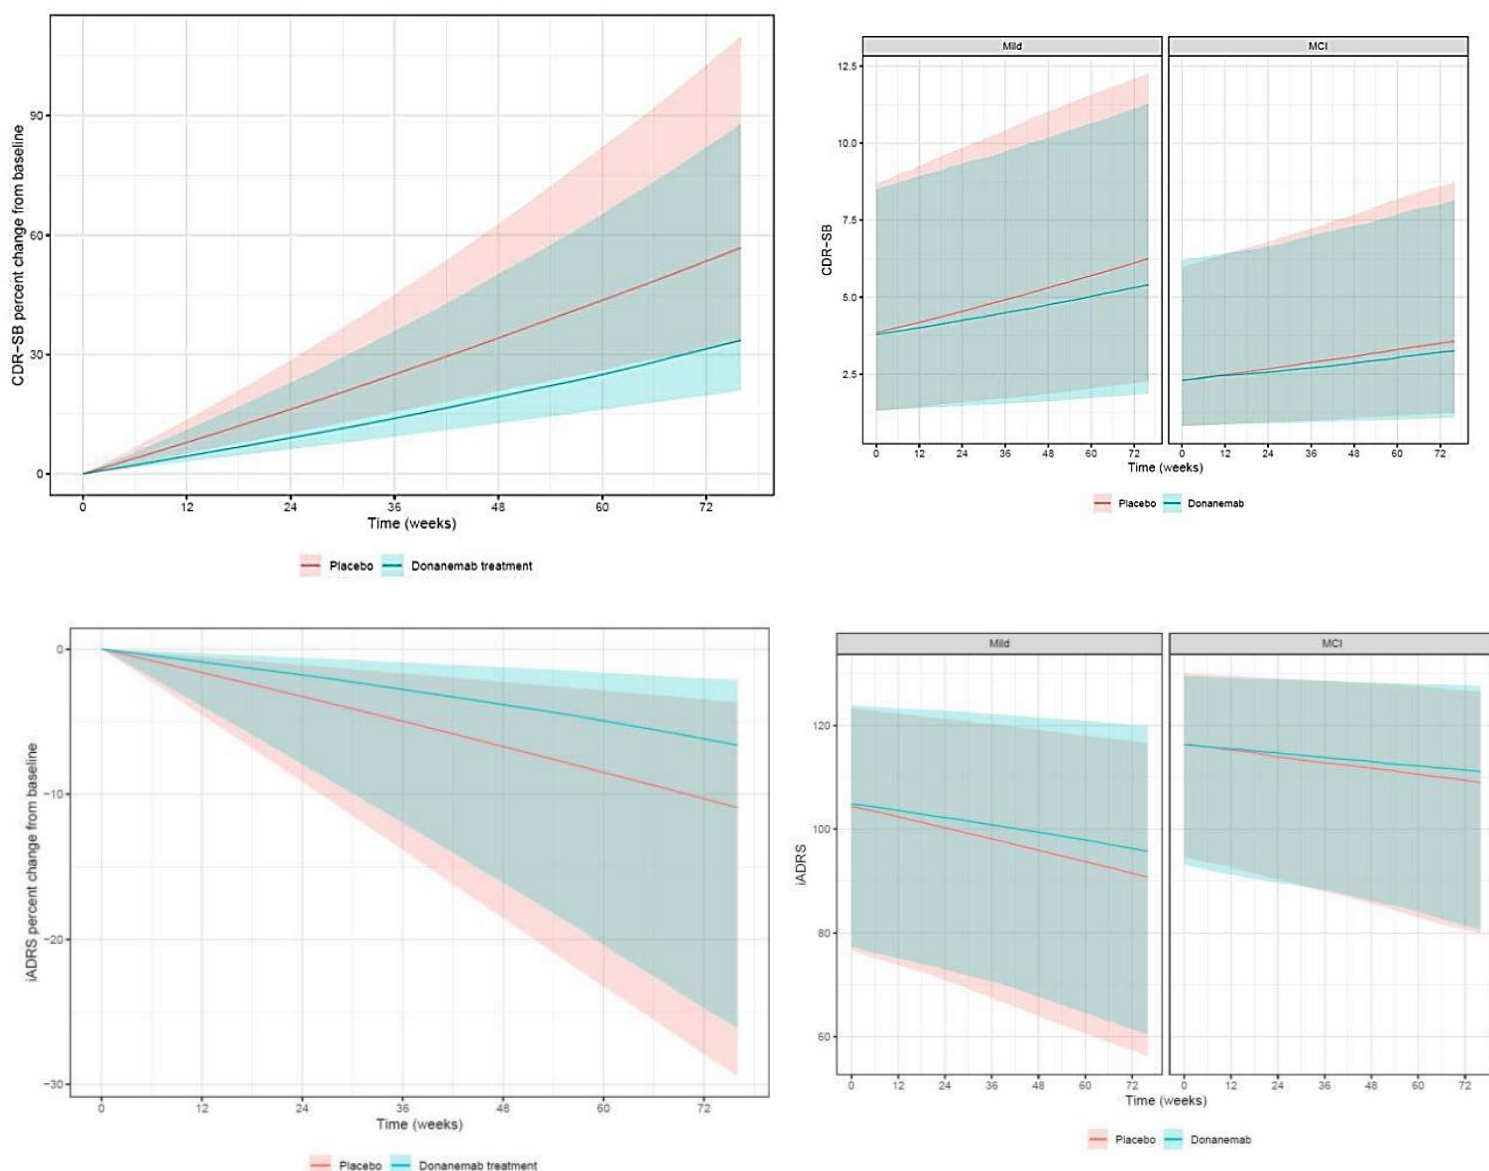 CDR-SB percent change from baseline
90
60
30
0
0 12 24 36 48 60 72
Time (weeks)
Placebo Donanemab treatment
Mild MCI
CDR-SB
12.5
10.0
7.5
5.0
2.5
0 12 24 36 48 60 72 0 12 24 36 48 60 72
Time (weeks)
Placebo Donanemab
iADRS percent change from baseline
0
-10
-20
-30
0 12 24 36 48 60 72
Time (weeks)
Placebo Donanemab treatment
Mild MCI
iADRS
120
100
80
60
0 12 24 36 48 60 72 0 12 24 36 48 60 72
Time (weeks)
Placebo Donanemab